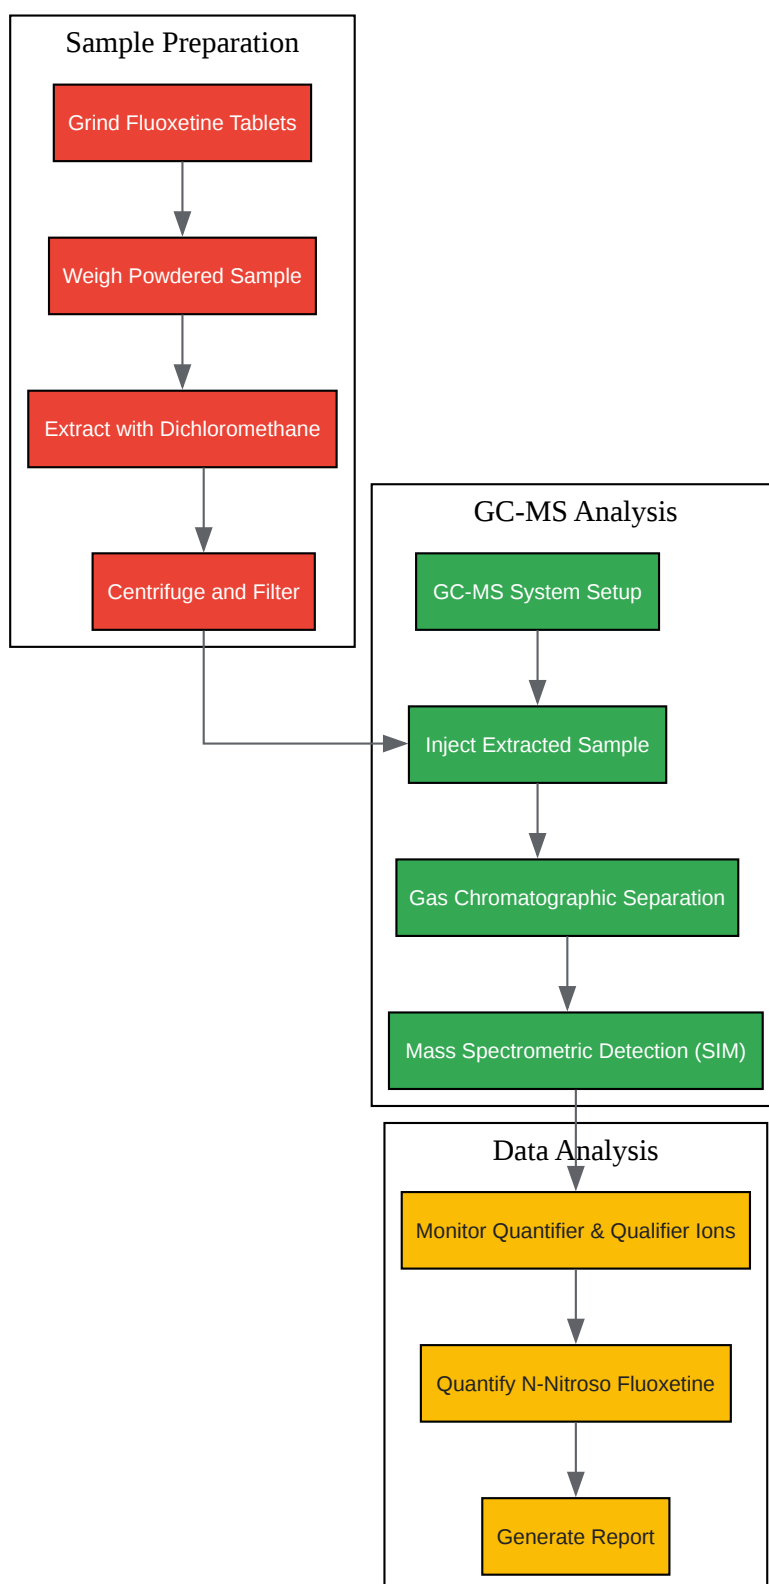 Sample Preparation
Grind Fluoxetine Tablets
Weigh Powdered Sample
Extract with Dichloromethane
Centrifuge and Filter
GC-MS Analysis
GC-MS System Setup
Inject Extracted Sample
Gas Chromatographic Separation
Mass Spectrometric Detection (SIM)
Data Analysis
Monitor Quantifier & Qualifier Ions
Quantify N-Nitroso Fluoxetine
Generate Report